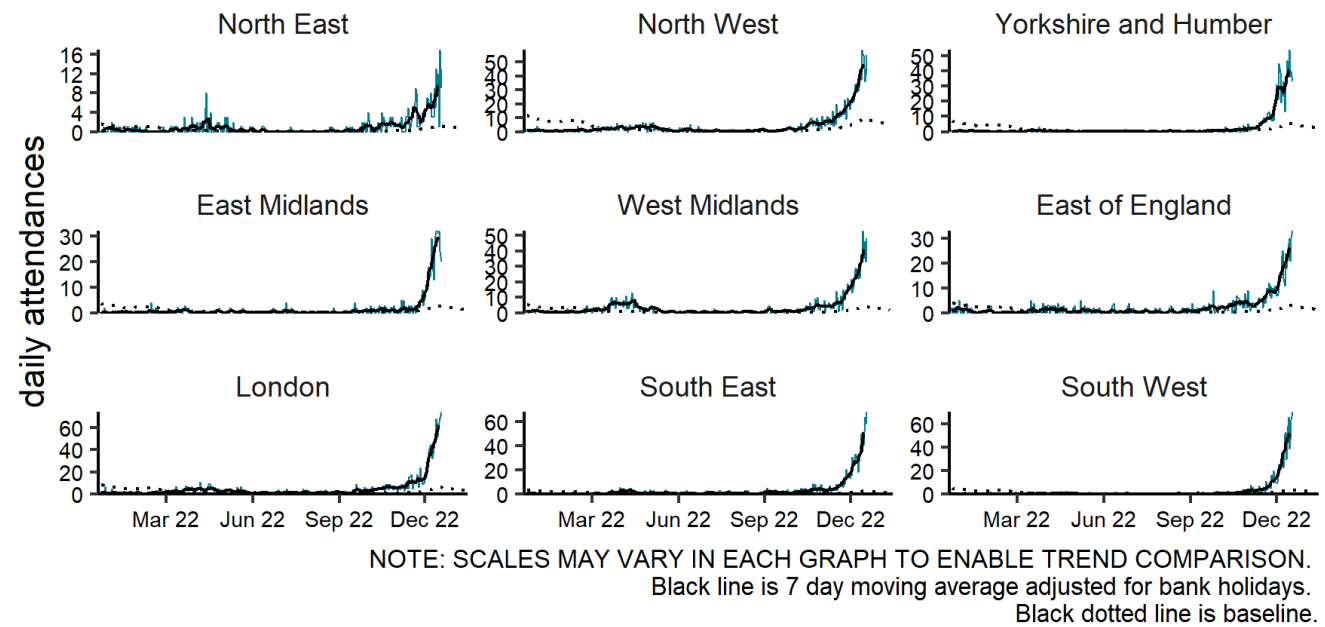 North East
North West
Yorkshire and Humber
16
12
8
4
0
50
40
30
20
10
0
50
40
30
20
10
0
daily attendances
East Midlands
West Midlands
East of England
30
20
10
0
50
40
30
20
10
0
30
20
10
0
London
South East
South West
60
40
20
0
60
40
20
0
60
40
20
0
Mar 22 Jun 22 Sep 22 Dec 22
Mar 22 Jun 22 Sep 22 Dec 22
Mar 22 Jun 22 Sep 22 Dec 22
NOTE: SCALES MAY VARY IN EACH GRAPH TO ENABLE TREND COMPARISON.
Black line is 7 day moving average adjusted for bank holidays.
Black dotted line is baseline.